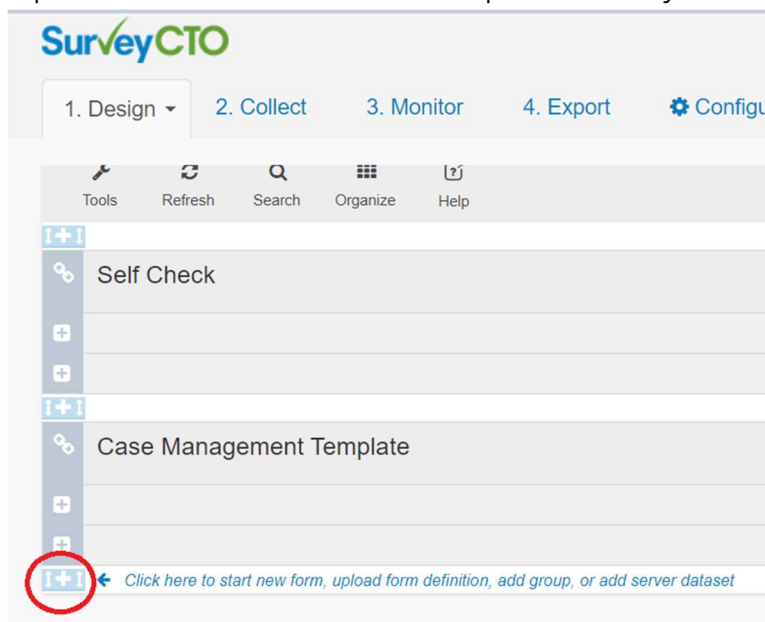 SurveyCTO
1. Design 2. Collect 3. Monitor 4. Export Configu
Tools Refresh Search Organize Help
Self Check
Case Management Template
Click here to start new form, upload form definition, add group, or add server dataset